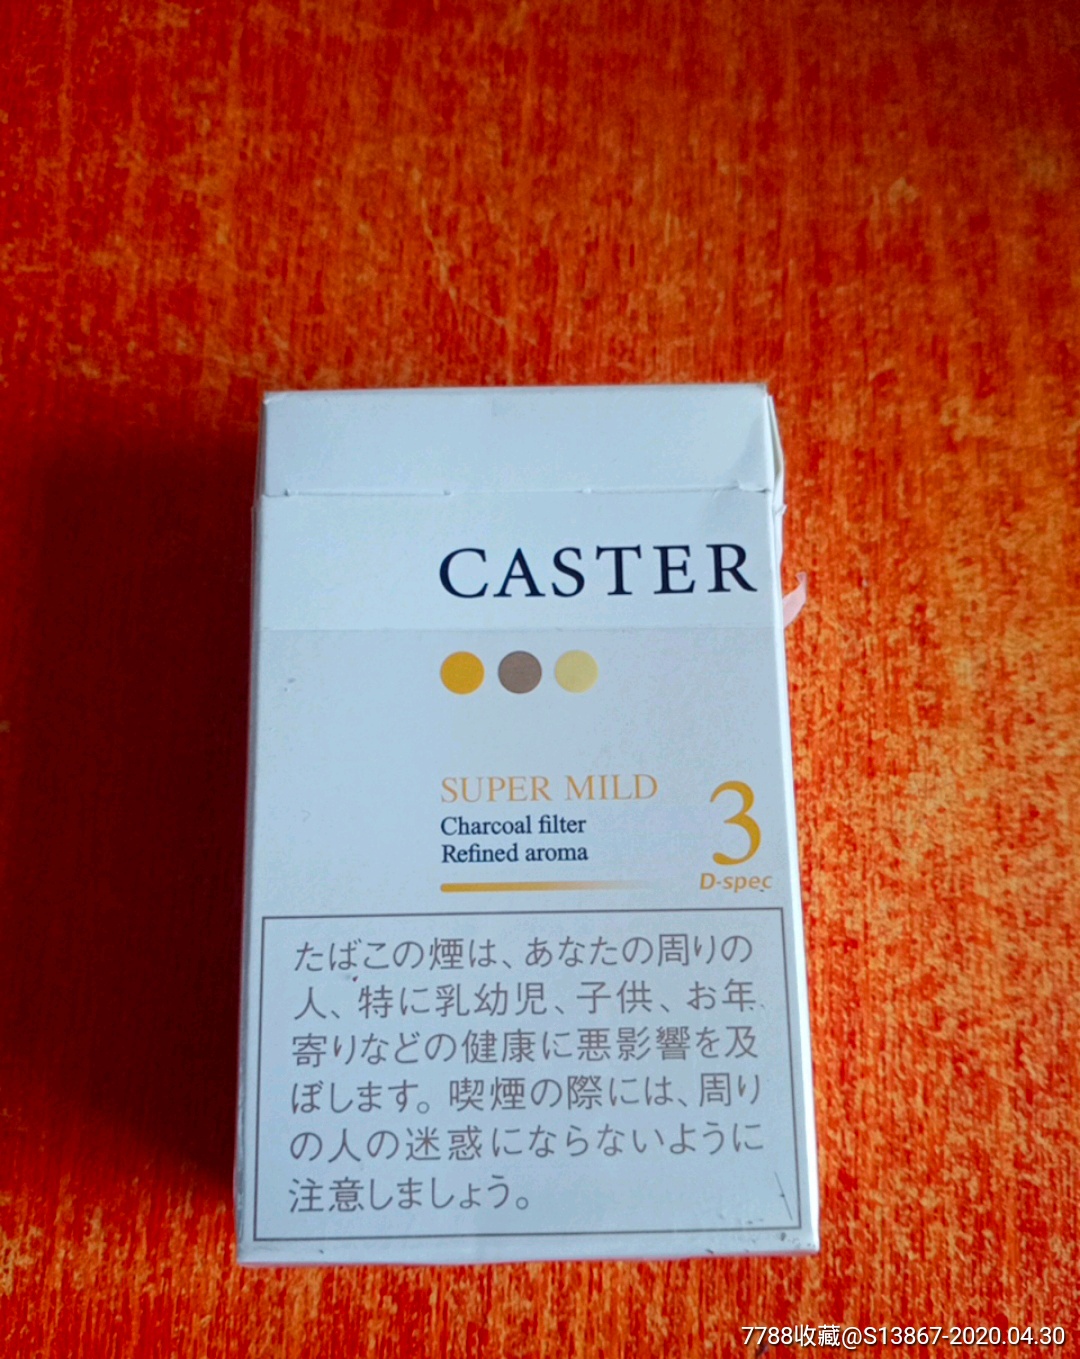 CASTER
SUPER MILD
Charcoal filter
Refined aroma
3
D-spec
たばこの煙は、あなたの周りの
人、特に乳幼児、子供、お年
寄りなどの健康に悪影響を及
ぼします。喫煙の際には、周り
の人の迷惑にならないように
注意しましょう。
7788收藏@S13867-2020.04.30